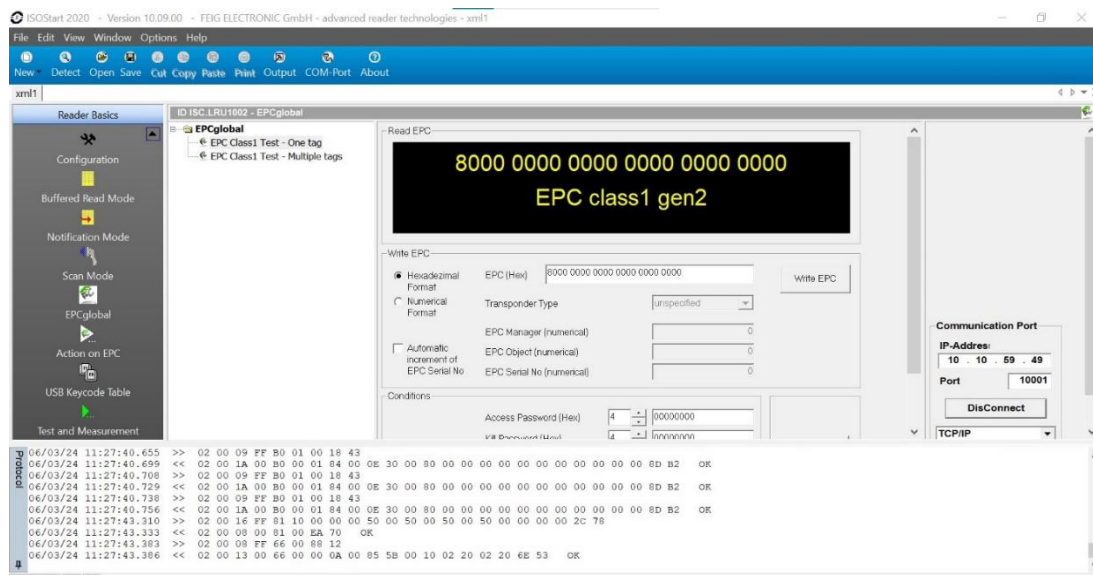 ISOStart 2020 - Version 10.09.00 - FEIG ELECTRONIC GmbH - advanced reader technologies - xml1
File Edit View Window Options Help
New Detect Open Save Cut Copy Paste Print Output COM-Port About
xml1
Reader Basics
Configuration
Buffered Read Mode
Notification Mode
Scan Mode
EPCglobal
Action on EPC
USB Keycode Table
Test and Measurement
ID ISC.LRU1002 - EPCglobal
EPCglobal
EPC Class1 Test - One tag
EPC Class1 Test - Multiple tags
Read EPC
8000 0000 0000 0000 0000 0000
EPC class1 gen2
Write EPC
Hexadezimal Format
EPC (Hex) 8000 0000 0000 0000 0000 0000
Write EPC
Numerical Format
Transponder Type unspecified
EPC Manager (numerical) 0
Automatic increment of EPC Serial No
EPC Object (numerical) 0
EPC Serial No (numerical) 0
Conditions
Access Password (Hex) 4 00000000
Kill Password (Hex) 4 00000000
Communication Port
IP-Addres:
10 . 10 . 59 . 49
Port 10001
DisConnect
TCP/IP
Protocol
06/03/24 11:27:40.655 >> 02 00 09 FF B0 01 00 18 43
06/03/24 11:27:40.699 << 02 00 1A 00 B0 00 01 84 00 0E 30 00 80 00 00 00 00 00 00 00 00 00 00 00 8D B2 OK
06/03/24 11:27:40.708 >> 02 00 09 FF B0 01 00 18 43
06/03/24 11:27:40.729 << 02 00 1A 00 B0 00 01 84 00 0E 30 00 80 00 00 00 00 00 00 00 00 00 00 00 8D B2 OK
06/03/24 11:27:40.738 >> 02 00 09 FF B0 01 00 18 43
06/03/24 11:27:40.756 << 02 00 1A 00 B0 00 01 84 00 0E 30 00 80 00 00 00 00 00 00 00 00 00 00 00 8D B2 OK
06/03/24 11:27:43.310 >> 02 00 16 FF 81 10 00 00 00 50 00 50 00 50 00 50 00 00 00 00 2C 78
06/03/24 11:27:43.333 << 02 00 08 00 81 00 EA 70 OK
06/03/24 11:27:43.383 >> 02 00 08 FF 66 00 88 12
06/03/24 11:27:43.386 << 02 00 13 00 66 00 00 0A 00 85 5B 00 10 02 20 02 20 6E 53 OK